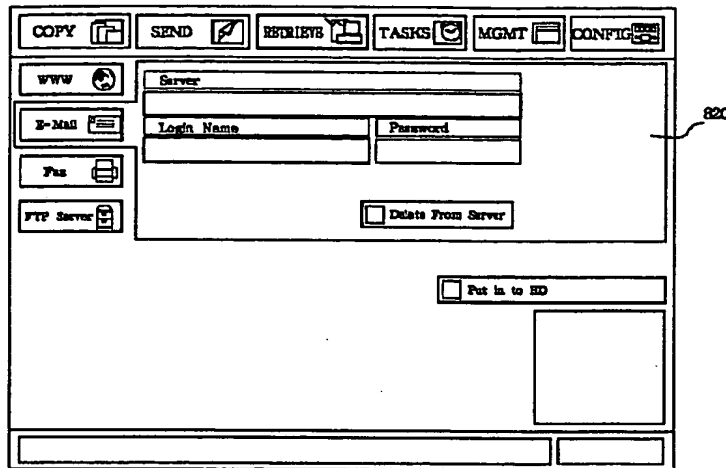 COPY SEND RETRIEVE TASKS MGMT CONFIG
WWW
Server
820
E-Mail
Login Name Password
Fax
FTP Server
Delete From Server
Put in to HD